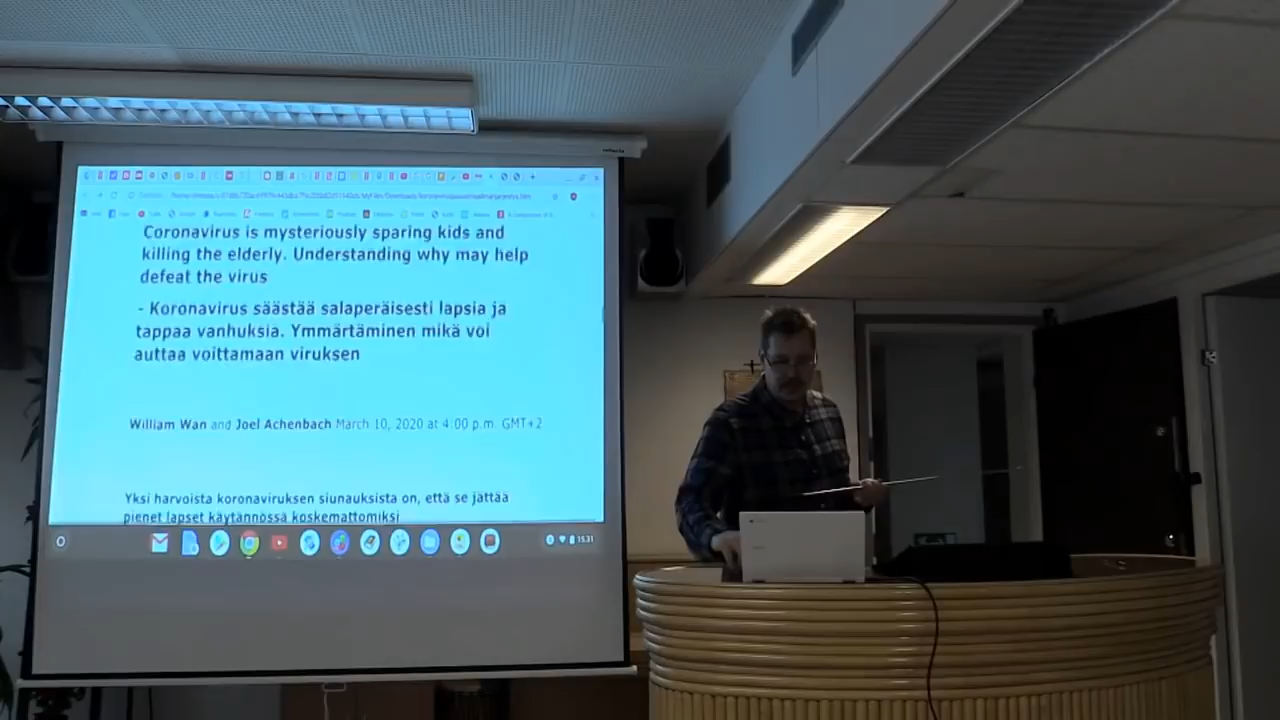 Coronavirus is mysteriously sparing kids and
killing the elderly. Understanding why may help
defeat the virus
- Koronavirus säästää salaperäisesti lapsia ja
tappaa vanhuksia. Ymmärtäminen mikä voi
auttaa voittamaan viruksen
William Wan and Joel Achenbach March 10, 2020 at 4:00 p.m. GMT+2
Yksi harvoista koronaviruksen siunauksista on, että se jättää
pienet lapset käytännössä koskemattomiksi
15.31